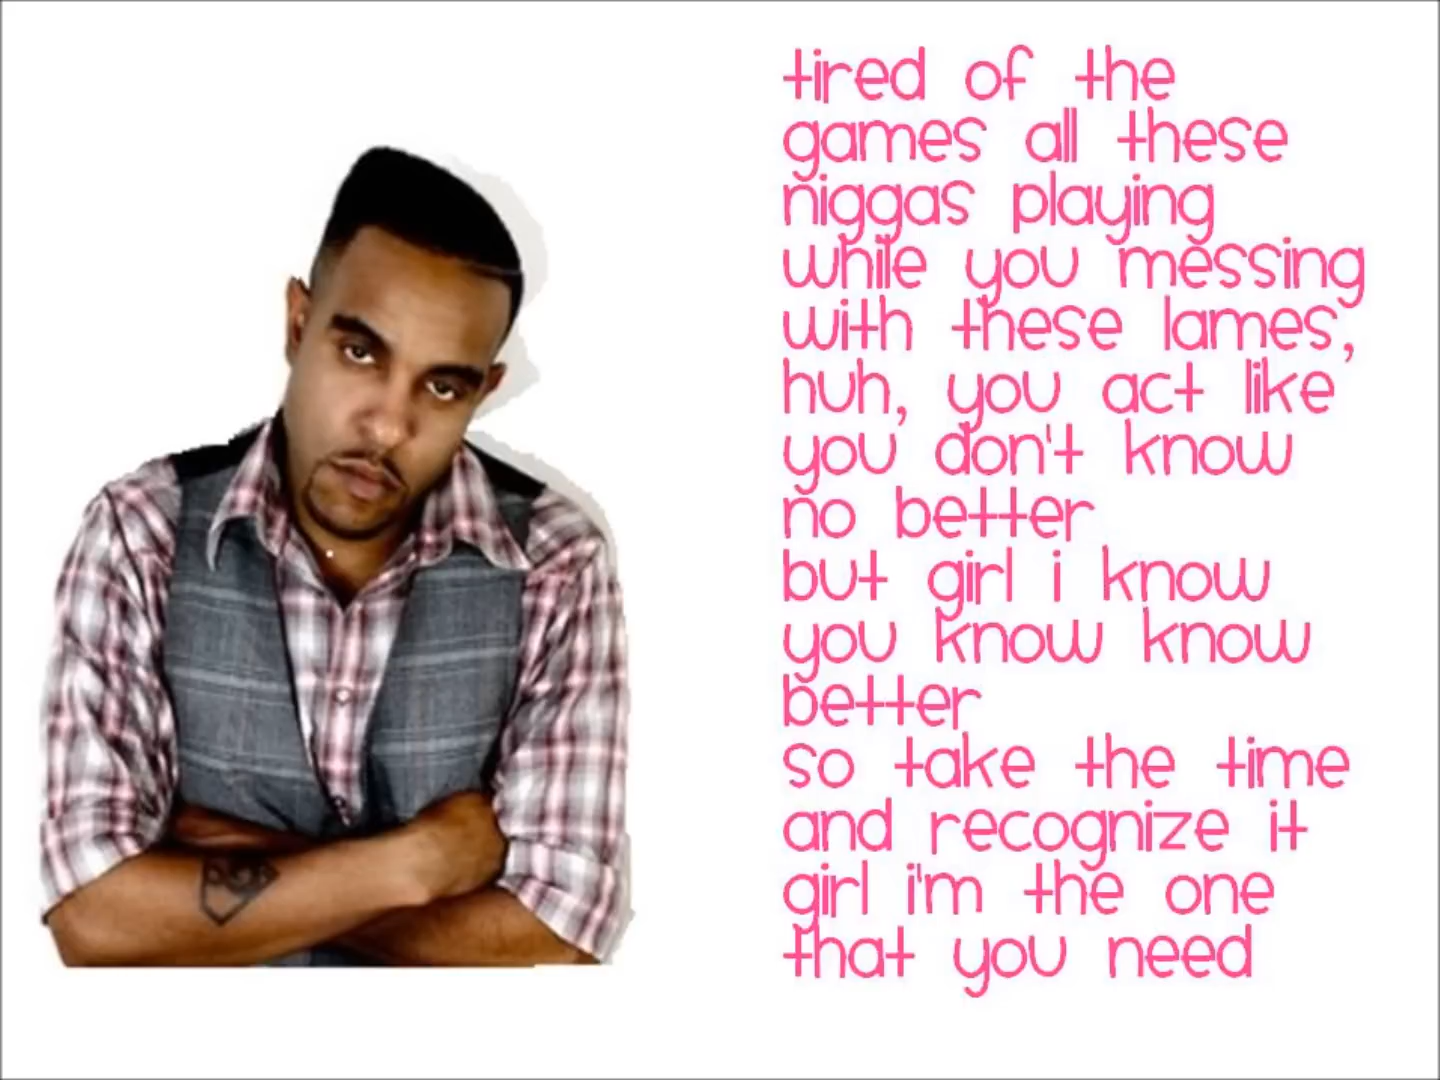 tired of the
games all these
niggas playing
while you messing
with these lames,
huh, you act like
you don't know
no better
but girl i know
you know know
better
so take the time
and recognize it
girl i'm the one
that you need